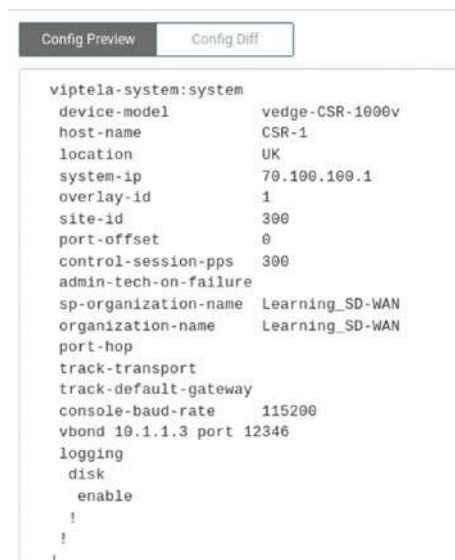 Config Preview Config Diff
viptela-system:system
device-model vedge-CSR-1000v
host-name CSR-1
location UK
system-ip 70.100.100.1
overlay-id 1
site-id 300
port-offset 0
control-session-pps 300
admin-tech-on-failure
sp-organization-name Learning_SD-WAN
organization-name Learning_SD-WAN
port-hop
track-transport
track-default-gateway
console-baud-rate 115200
vbond 10.1.1.3 port 12346
logging
disk
enable
!
!